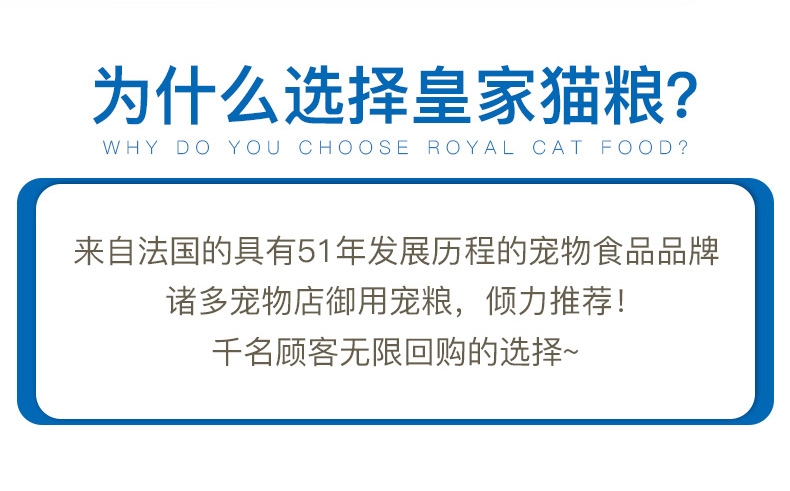 为什么选择皇家猫粮?
WHY DO YOU CHOOSE ROYAL CAT FOOD?
来自法国的具有51年发展历程的宠物食品品牌
诸多宠物店御用宠粮，倾力推荐！
千名顾客无限回购的选择~